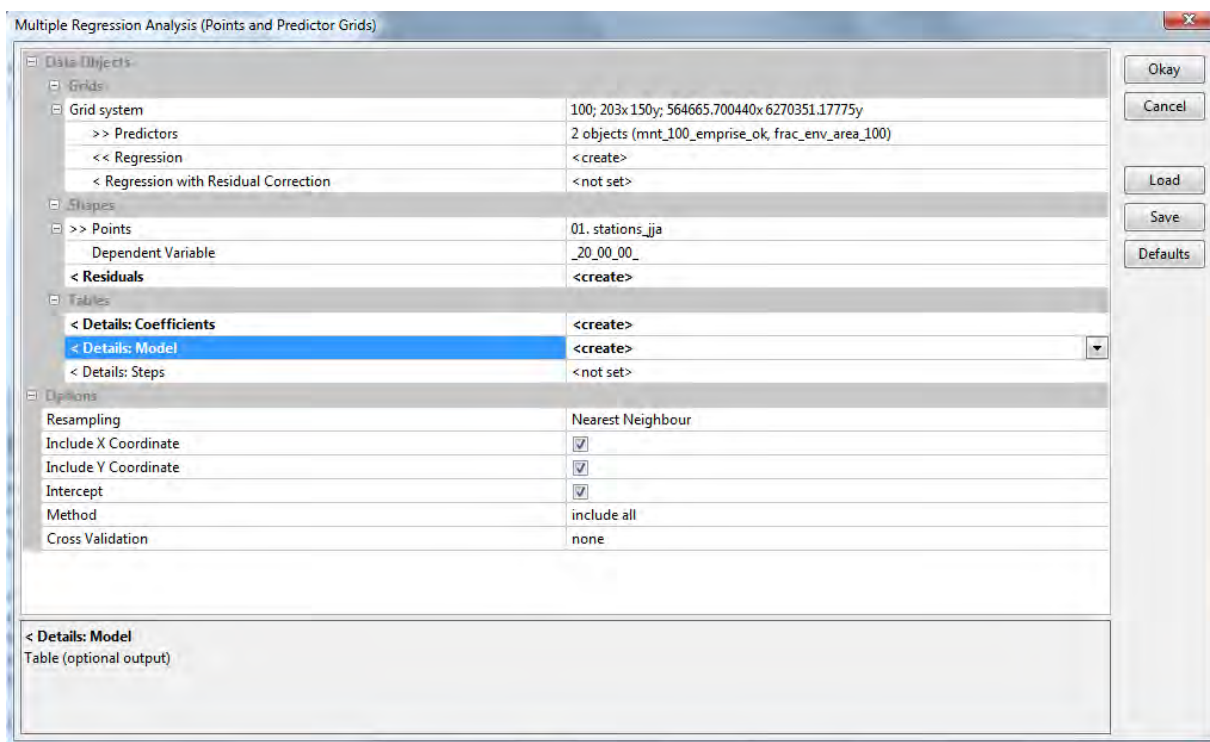 Multiple Regression Analysis (Points and Predictor Grids)
Data Objects
Grids
Grid system 100; 203x 150y; 564665.700440x 6270351.17775y
>> Predictors 2 objects (mnt_100_emprise_ok, frac_env_area_100)
<< Regression <create>
< Regression with Residual Correction <not set>
Shapes
>> Points 01. stations_jja
Dependent Variable _20_00_00_
< Residuals <create>
Tables
< Details: Coefficients <create>
< Details: Model <create>
< Details: Steps <not set>
Options
Resampling Nearest Neighbour
Include X Coordinate
Include Y Coordinate
Intercept
Method include all
Cross Validation none
< Details: Model
Table (optional output)
Okay
Cancel
Load
Save
Defaults